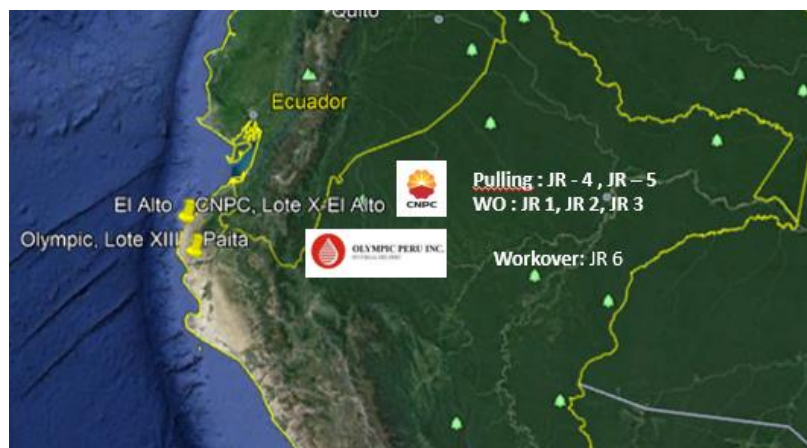 Quito
Ecuador
El Alto CNPC, Lote X-El Alto
CNPC
Pulling : JR - 4 , JR – 5
WO : JR 1, JR 2, JR 3
Olympic, Lote XIII Paita
OLYMPIC PERU INC.
Workover: JR 6